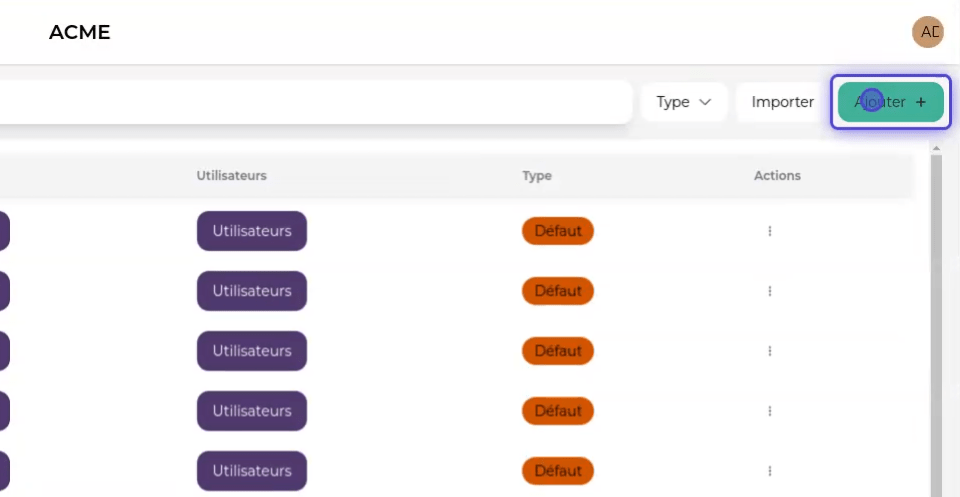 ACME
AD
Type
Importer
Ajouter +
Utilisateurs Type Actions
Utilisateurs Défaut
Utilisateurs Défaut
Utilisateurs Défaut
Utilisateurs Défaut
Utilisateurs Défaut